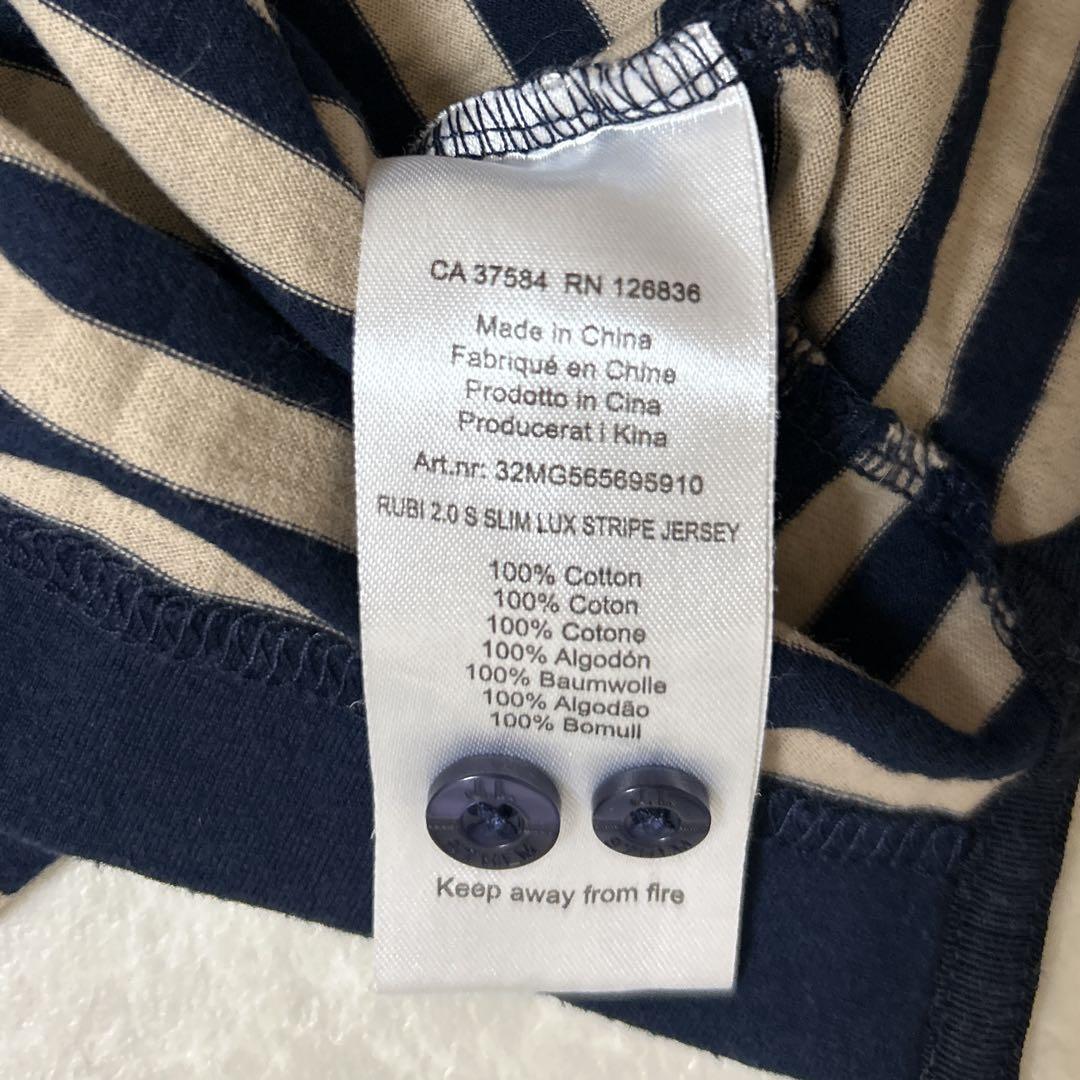 CA 37584 RN 126836
Made in China
Fabriqué en Chine
Prodotto in Cina
Producerat i Kina
Art.nr: 32MG565695910
RUBI 2.0 S SLIM LUX STRIPE JERSEY
100% Cotton
100% Coton
100% Cotone
100% Algodón
100% Baumwolle
100% Algodão
100% Bomull
Keep away from fire